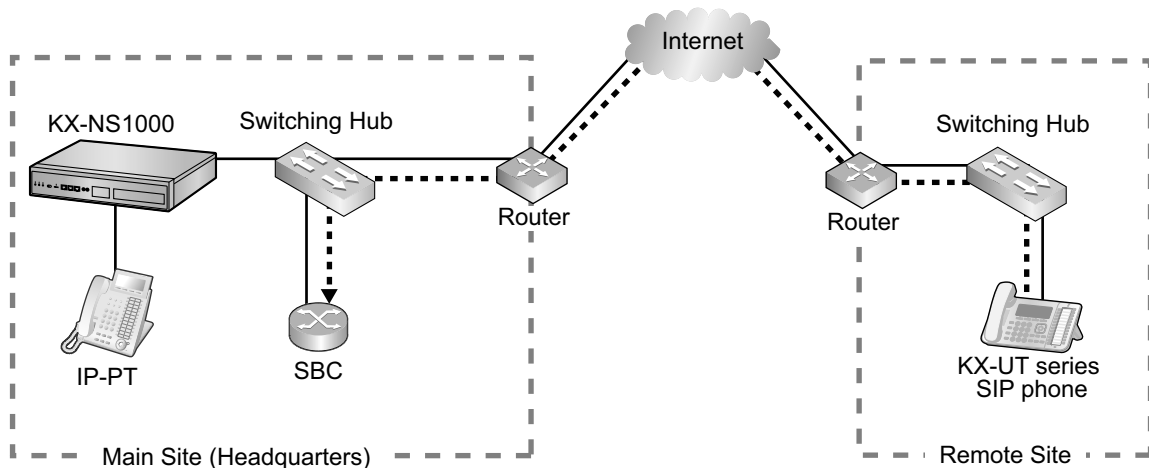 Internet
KX-NS1000
Switching Hub
Switching Hub
Router
Router
IP-PT
SBC
KX-UT series
SIP phone
Main Site (Headquarters)
Remote Site